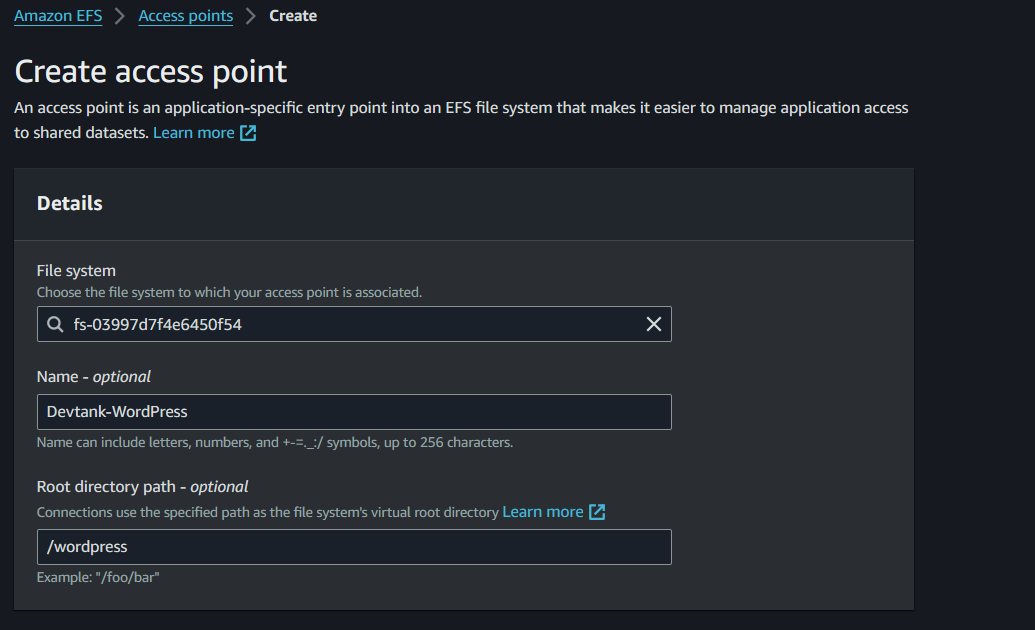 Amazon EFS > Access points > Create
Create access point
An access point is an application-specific entry point into an EFS file system that makes it easier to manage application access
to shared datasets. Learn more
Details
File system
Choose the file system to which your access point is associated.
fs-03997d7f4e6450f54
Name - optional
Devtank-WordPress
Name can include letters, numbers, and +-=._:/ symbols, up to 256 characters.
Root directory path - optional
Connections use the specified path as the file system's virtual root directory Learn more
/wordpress
Example: "/foo/bar"